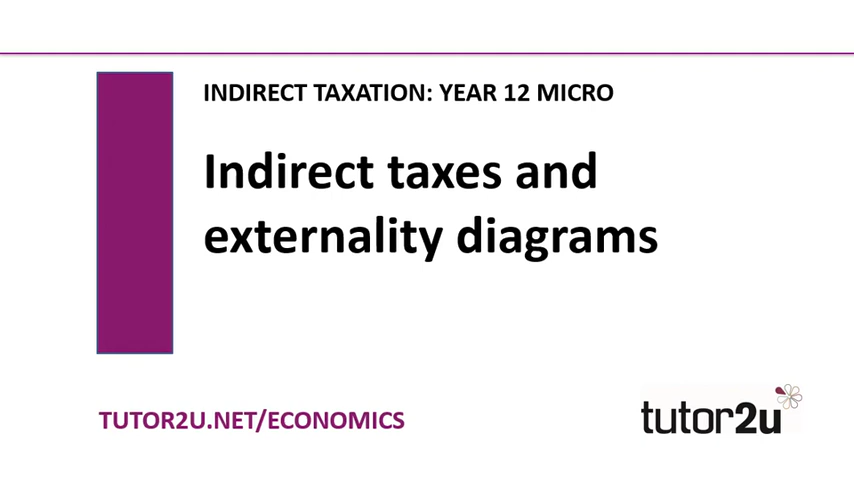 INDIRECT TAXATION: YEAR 12 MICRO
Indirect taxes and
externality diagrams
TUTOR2U.NET/ECONOMICS
tutor2u